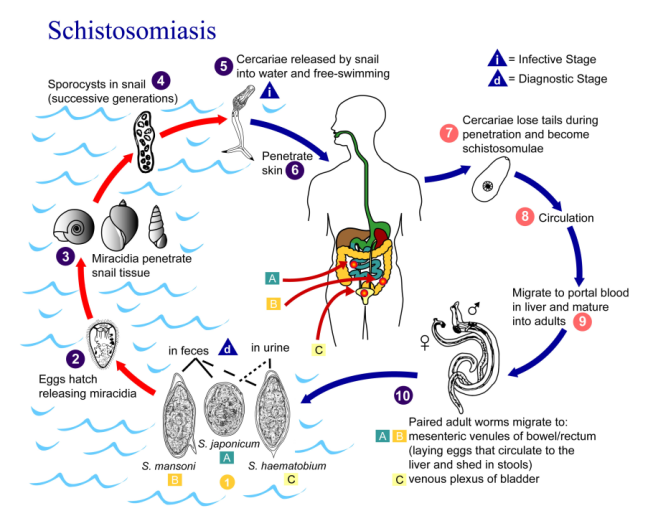 Schistosomiasis
5 Cercariae released by snail
into water and free-swimming
i
i = Infective Stage
d = Diagnostic Stage
Sporocysts in snail 4
(successive generations)
Penetrate
skin 6
7 Cercariae lose tails during
penetration and become
schistosomulae
8 Circulation
3 Miracidia penetrate
snail tissue
A
B
C
Migrate to portal blood
in liver and mature
into adults 9
2
Eggs hatch
releasing miracidia
in feces d in urine
♀ ♂
10
S. japonicum
A
S. mansoni
B
1
S. haematobium
C
Paired adult worms migrate to:
A B mesenteric venules of bowel/rectum
(laying eggs that circulate to the
liver and shed in stools)
C venous plexus of bladder